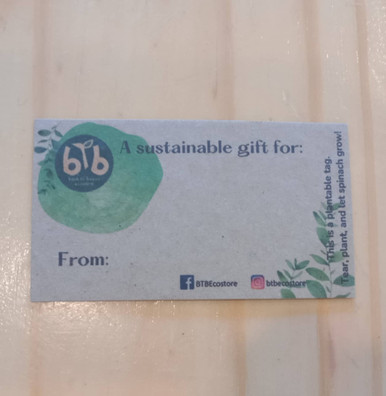 btb
A sustainable gift for:
From:
BTBEcostore
btbecostore
This is a plantable tag.
Tear, plant, and let spinach grow!